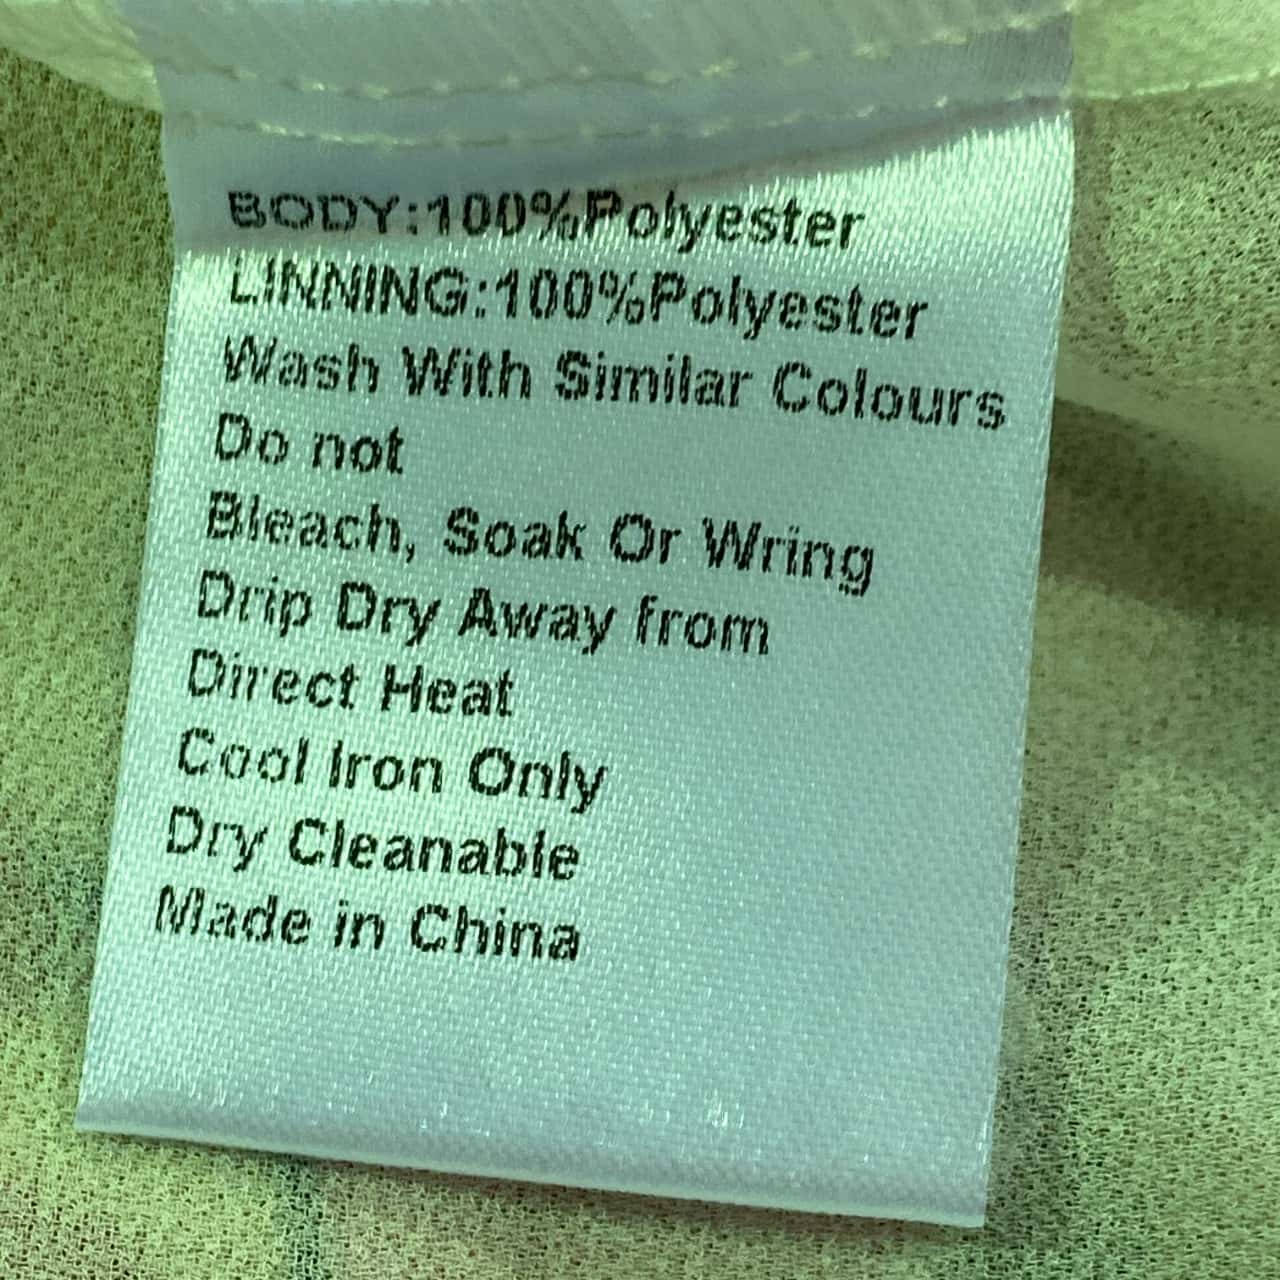 BODY:100%Polyester
LINNING:100%Polyester
Wash With Similar Colours
Do not
Bleach, Soak Or Wring
Drip Dry Away from
Direct Heat
Cool Iron Only
Dry Cleanable
Made in China